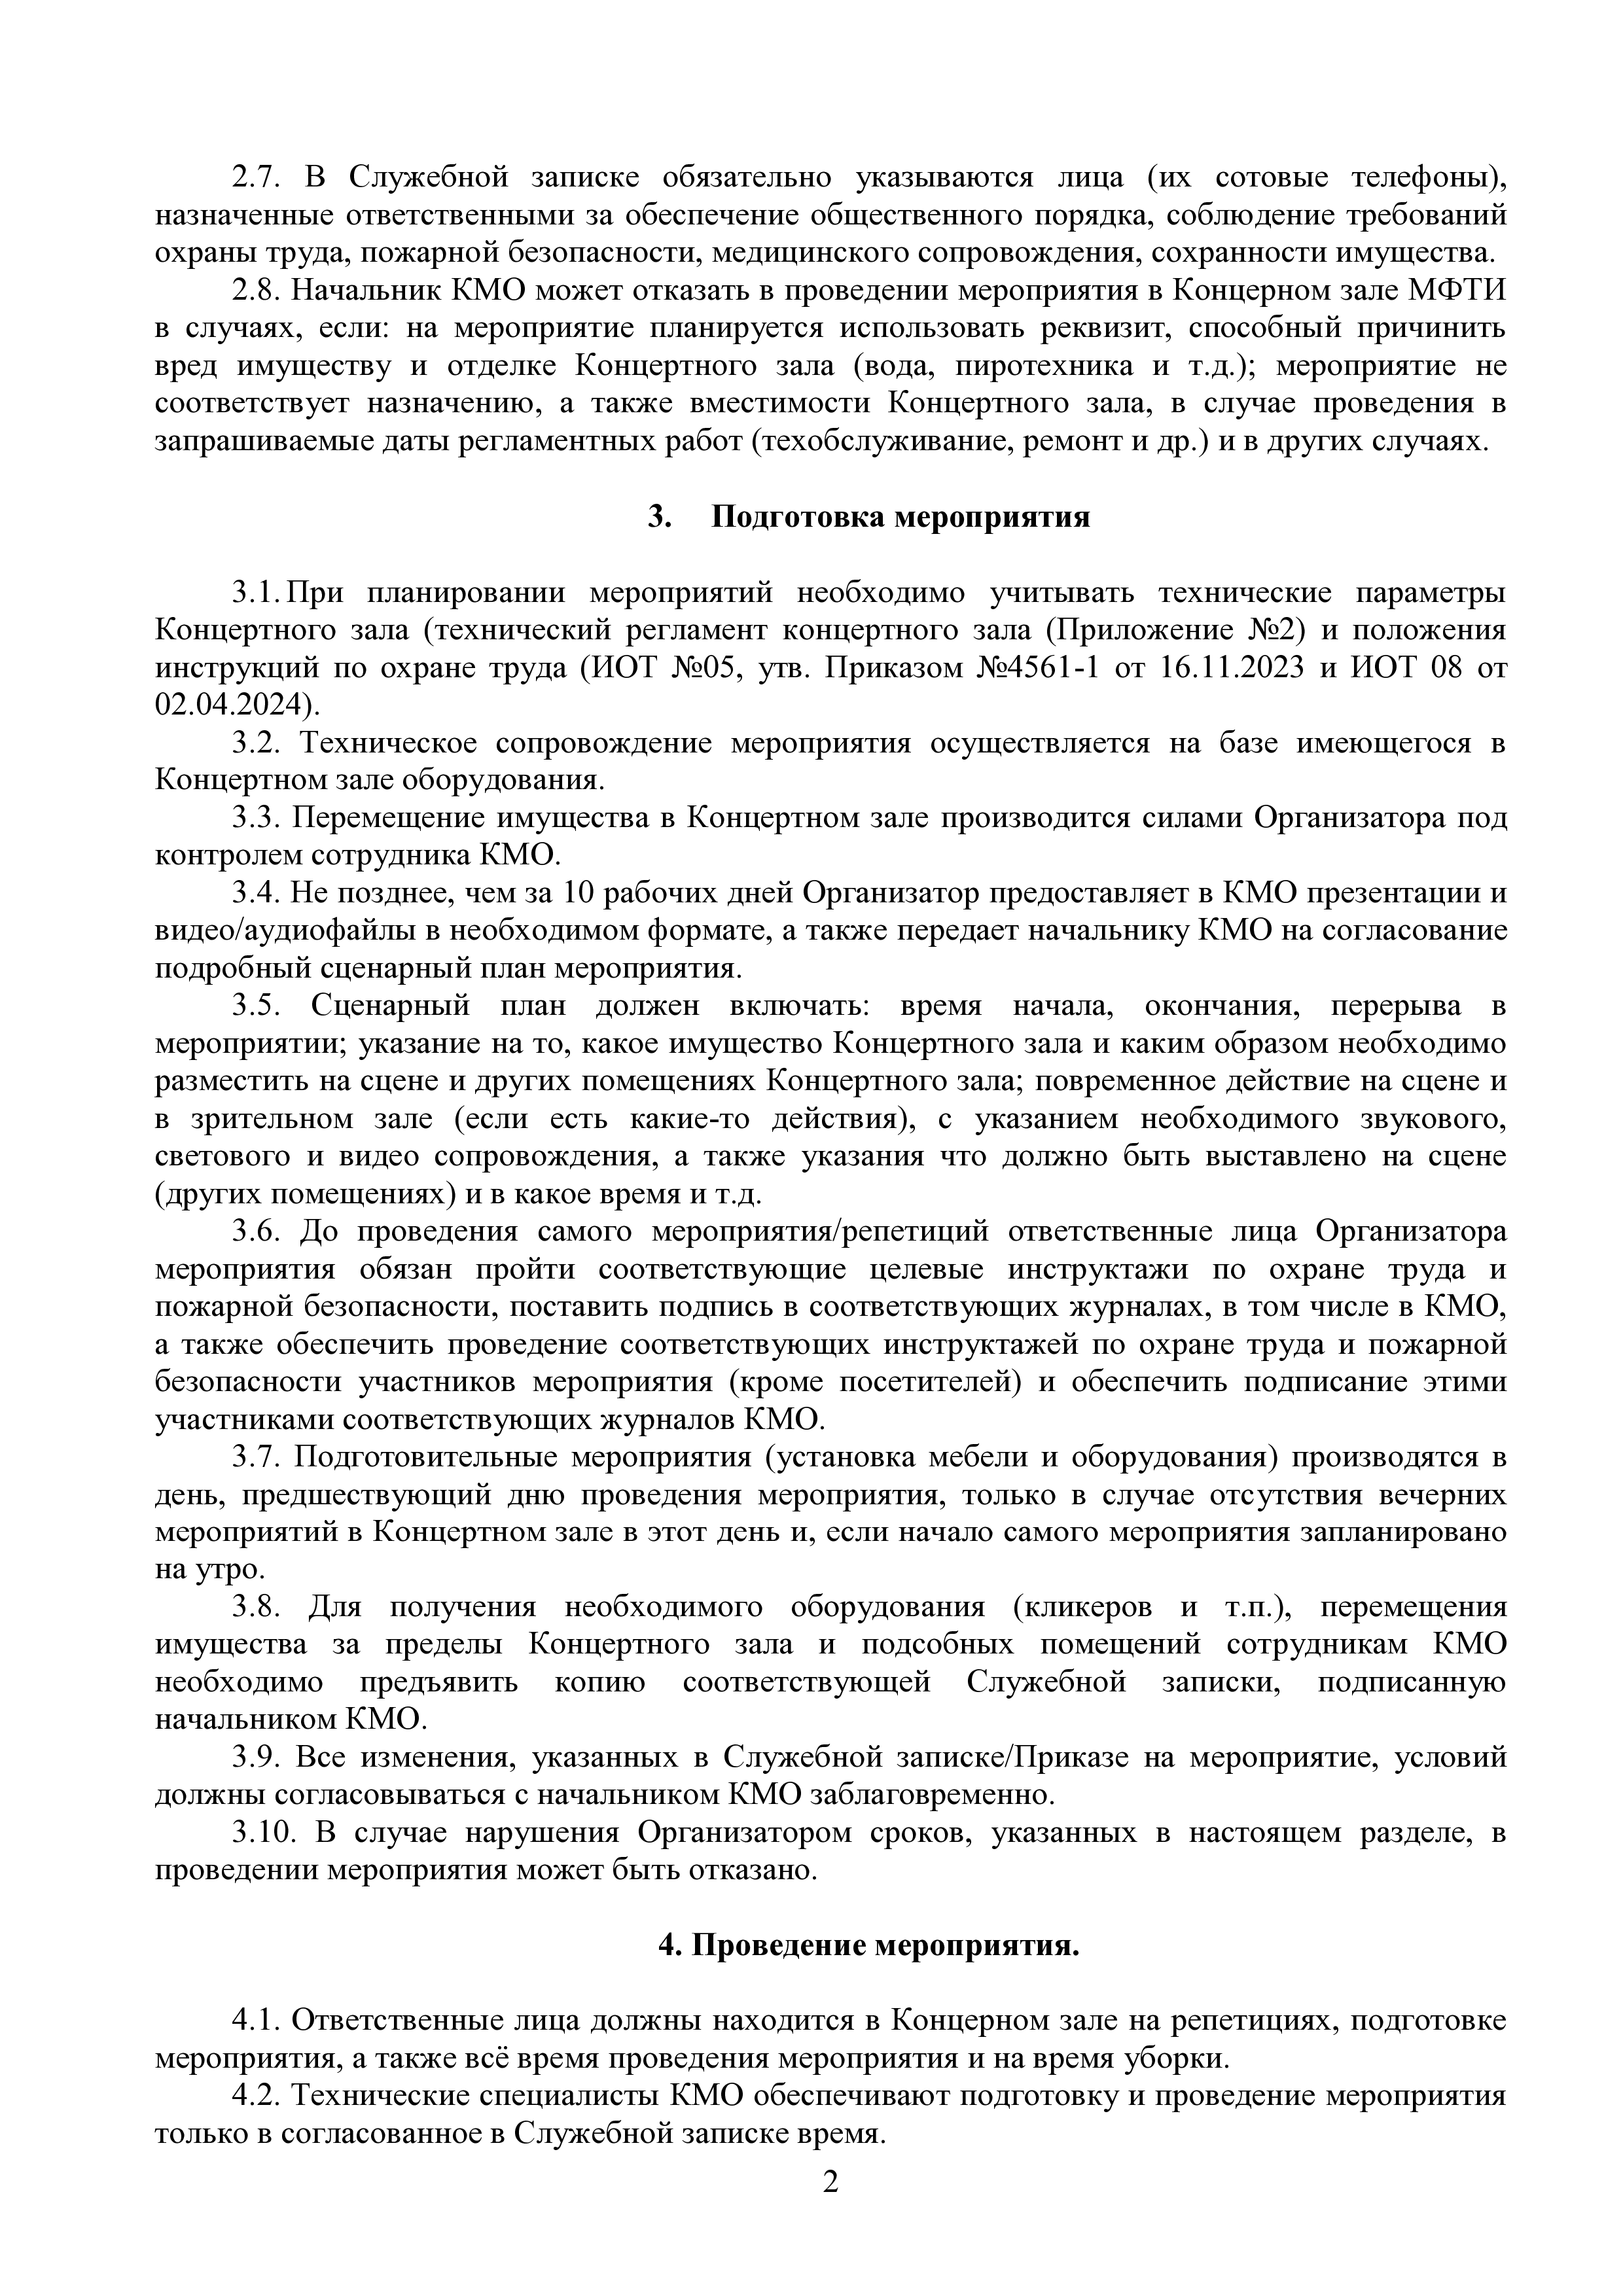 2.7. В Служебной записке обязательно указываются лица (их сотовые телефоны),
назначенные ответственными за обеспечение общественного порядка, соблюдение требований
охраны труда, пожарной безопасности, медицинского сопровождения, сохранности имущества.
2.8. Начальник КМО может отказать в проведении мероприятия в Концерном зале МФТИ
в случаях, если: на мероприятие планируется использовать реквизит, способный причинить
вред имуществу и отделке Концертного зала (вода, пиротехника и т.д.); мероприятие не
соответствует назначению, а также вместимости Концертного зала, в случае проведения в
запрашиваемые даты регламентных работ (техобслуживание, ремонт и др.) и в других случаях.
3. Подготовка мероприятия
3.1. При планировании мероприятий необходимо учитывать технические параметры
Концертного зала (технический регламент концертного зала (Приложение №2) и положения
инструкций по охране труда (ИОТ №05, утв. Приказом №4561-1 от 16.11.2023 и ИОТ 08 от
02.04.2024).
3.2. Техническое сопровождение мероприятия осуществляется на базе имеющегося в
Концертном зале оборудования.
3.3. Перемещение имущества в Концертном зале производится силами Организатора под
контролем сотрудника КМО.
3.4. Не позднее, чем за 10 рабочих дней Организатор предоставляет в КМО презентации и
видео/аудиофайлы в необходимом формате, а также передает начальнику КМО на согласование
подробный сценарный план мероприятия.
3.5. Сценарный план должен включать: время начала, окончания, перерыва в
мероприятии; указание на то, какое имущество Концертного зала и каким образом необходимо
разместить на сцене и других помещениях Концертного зала; повременное действие на сцене и
в зрительном зале (если есть какие-то действия), с указанием необходимого звукового,
светового и видео сопровождения, а также указания что должно быть выставлено на сцене
(других помещениях) и в какое время и т.д.
3.6. До проведения самого мероприятия/репетиций ответственные лица Организатора
мероприятия обязан пройти соответствующие целевые инструктажи по охране труда и
пожарной безопасности, поставить подпись в соответствующих журналах, в том числе в КМО,
а также обеспечить проведение соответствующих инструктажей по охране труда и пожарной
безопасности участников мероприятия (кроме посетителей) и обеспечить подписание этими
участниками соответствующих журналов КМО.
3.7. Подготовительные мероприятия (установка мебели и оборудования) производятся в
день, предшествующий дню проведения мероприятия, только в случае отсутствия вечерних
мероприятий в Концертном зале в этот день и, если начало самого мероприятия запланировано
на утро.
3.8. Для получения необходимого оборудования (кликеров и т.п.), перемещения
имущества за пределы Концертного зала и подсобных помещений сотрудникам КМО
необходимо предъявить копию соответствующей Служебной записки, подписанную
начальником КМО.
3.9. Все изменения, указанных в Служебной записке/Приказе на мероприятие, условий
должны согласовываться с начальником КМО заблаговременно.
3.10. В случае нарушения Организатором сроков, указанных в настоящем разделе, в
проведении мероприятия может быть отказано.
4. Проведение мероприятия.
4.1. Ответственные лица должны находится в Концерном зале на репетициях, подготовке
мероприятия, а также всё время проведения мероприятия и на время уборки.
4.2. Технические специалисты КМО обеспечивают подготовку и проведение мероприятия
только в согласованное в Служебной записке время.
2